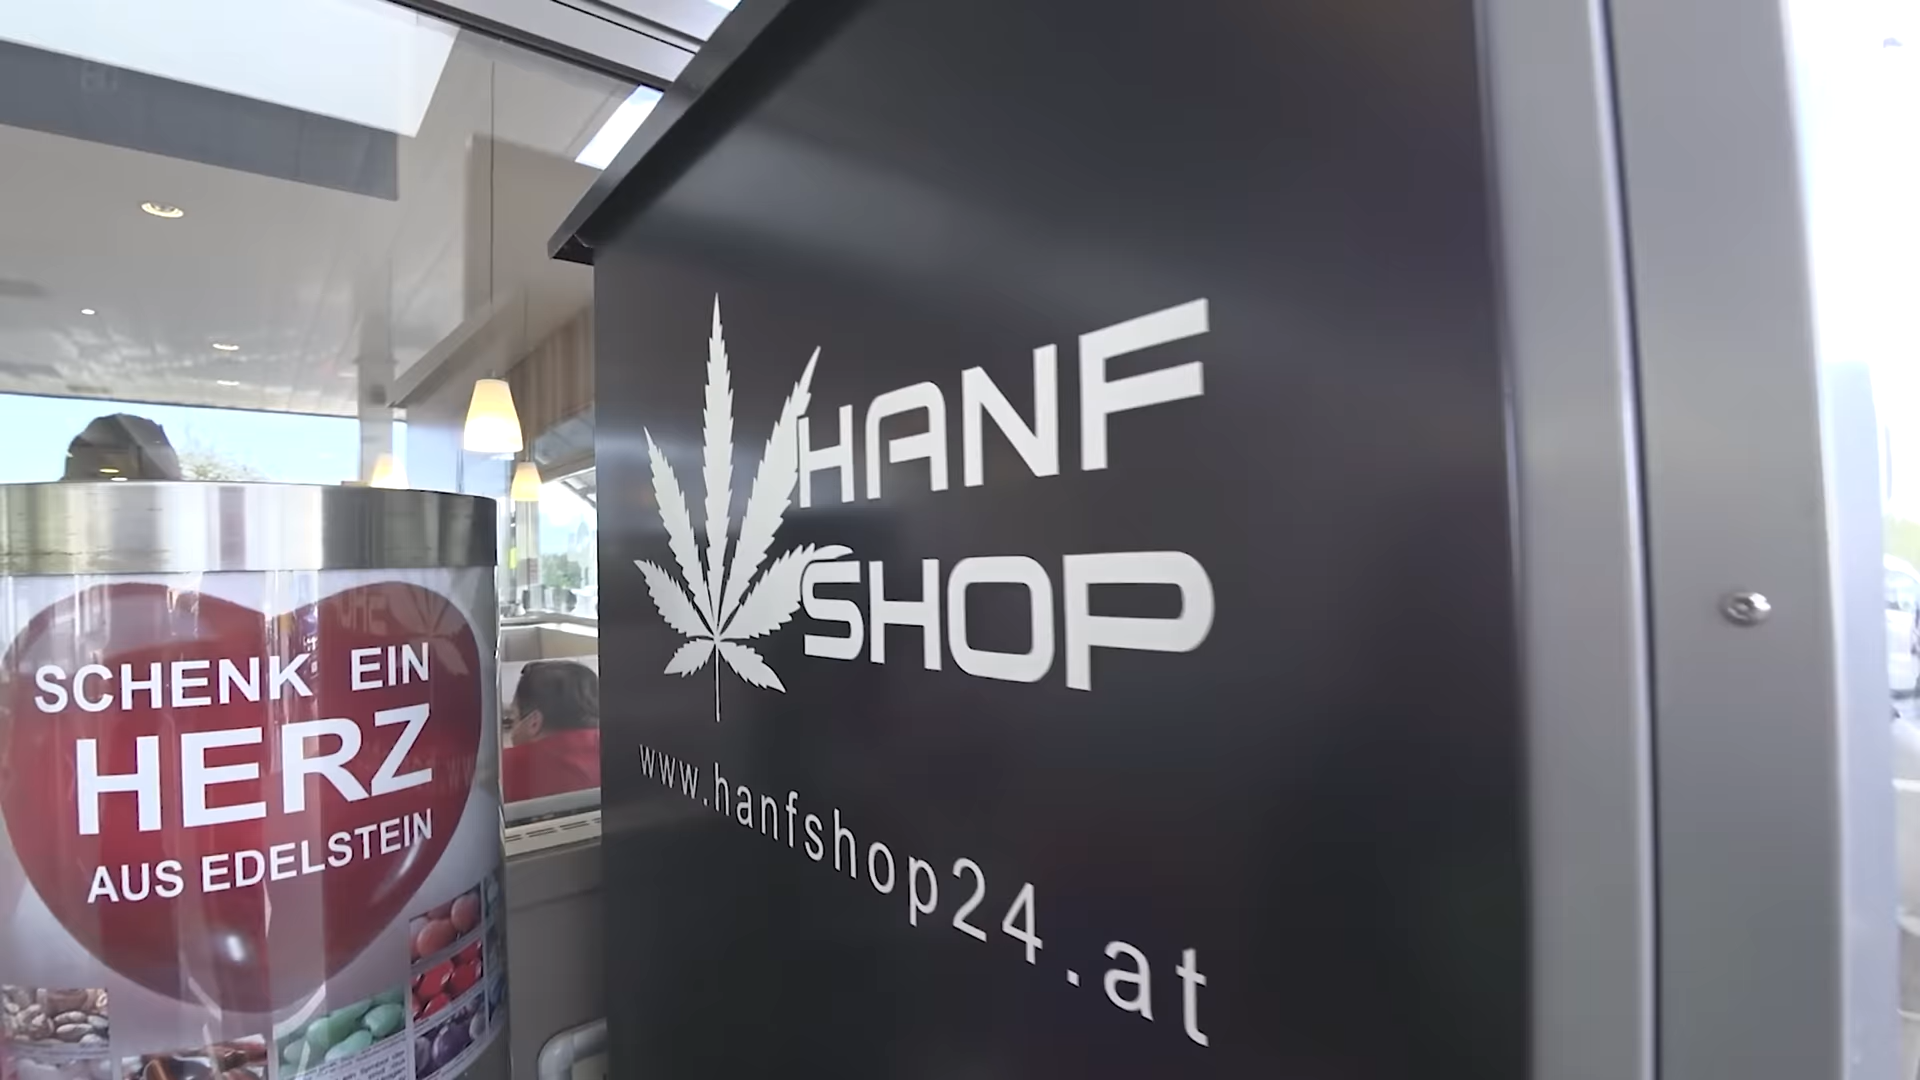 SCHENK EIN
HERZ
AUS EDELSTEIN
HANF
SHOP
www.hanfshop24.at